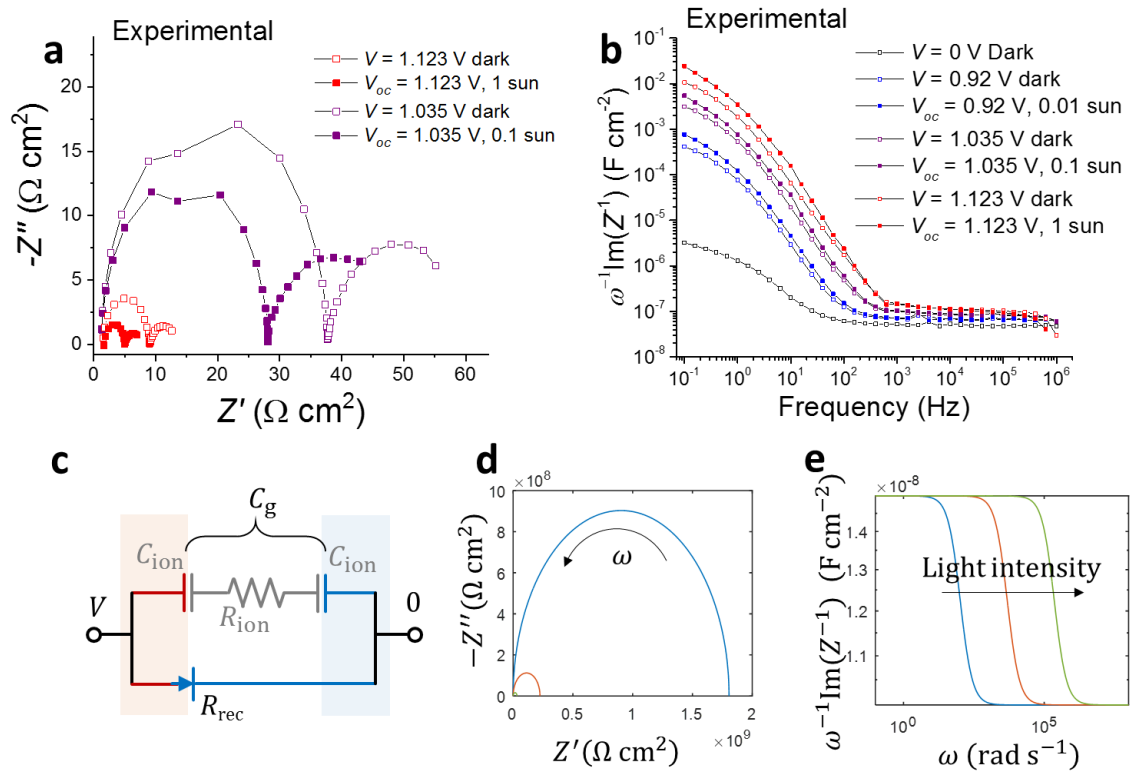 a
Experimental
V = 1.123 V dark
Voc = 1.123 V, 1 sun
V = 1.035 V dark
Voc = 1.035 V, 0.1 sun
20
15
10
5
0
0 10 20 30 40 50 60
-Z″ (Ω cm²)
Z′ (Ω cm²)
b
Experimental
V = 0 V Dark
V = 0.92 V dark
Voc = 0.92 V, 0.01 sun
V = 1.035 V dark
Voc = 1.035 V, 0.1 sun
V = 1.123 V dark
Voc = 1.123 V, 1 sun
10⁻¹
10⁻²
10⁻³
10⁻⁴
10⁻⁵
10⁻⁶
10⁻⁷
10⁻⁸
10⁻¹ 10⁰ 10¹ 10² 10³ 10⁴ 10⁵ 10⁶
ω⁻¹Im(Z⁻¹) (F cm⁻²)
Frequency (Hz)
c
Cg
Cion
Cion
Rion
V
0
Rrec
d
×10⁸
10
8
6
4
2
0
0 0.5 1 1.5 2
×10⁹
ω
−Z″(Ω cm²)
Z′(Ω cm²)
e
×10⁻⁸
1.4
1.3
1.2
1.1
10⁰ 10⁵
Light intensity
ω⁻¹Im(Z⁻¹) (F cm⁻²)
ω (rad s⁻¹)